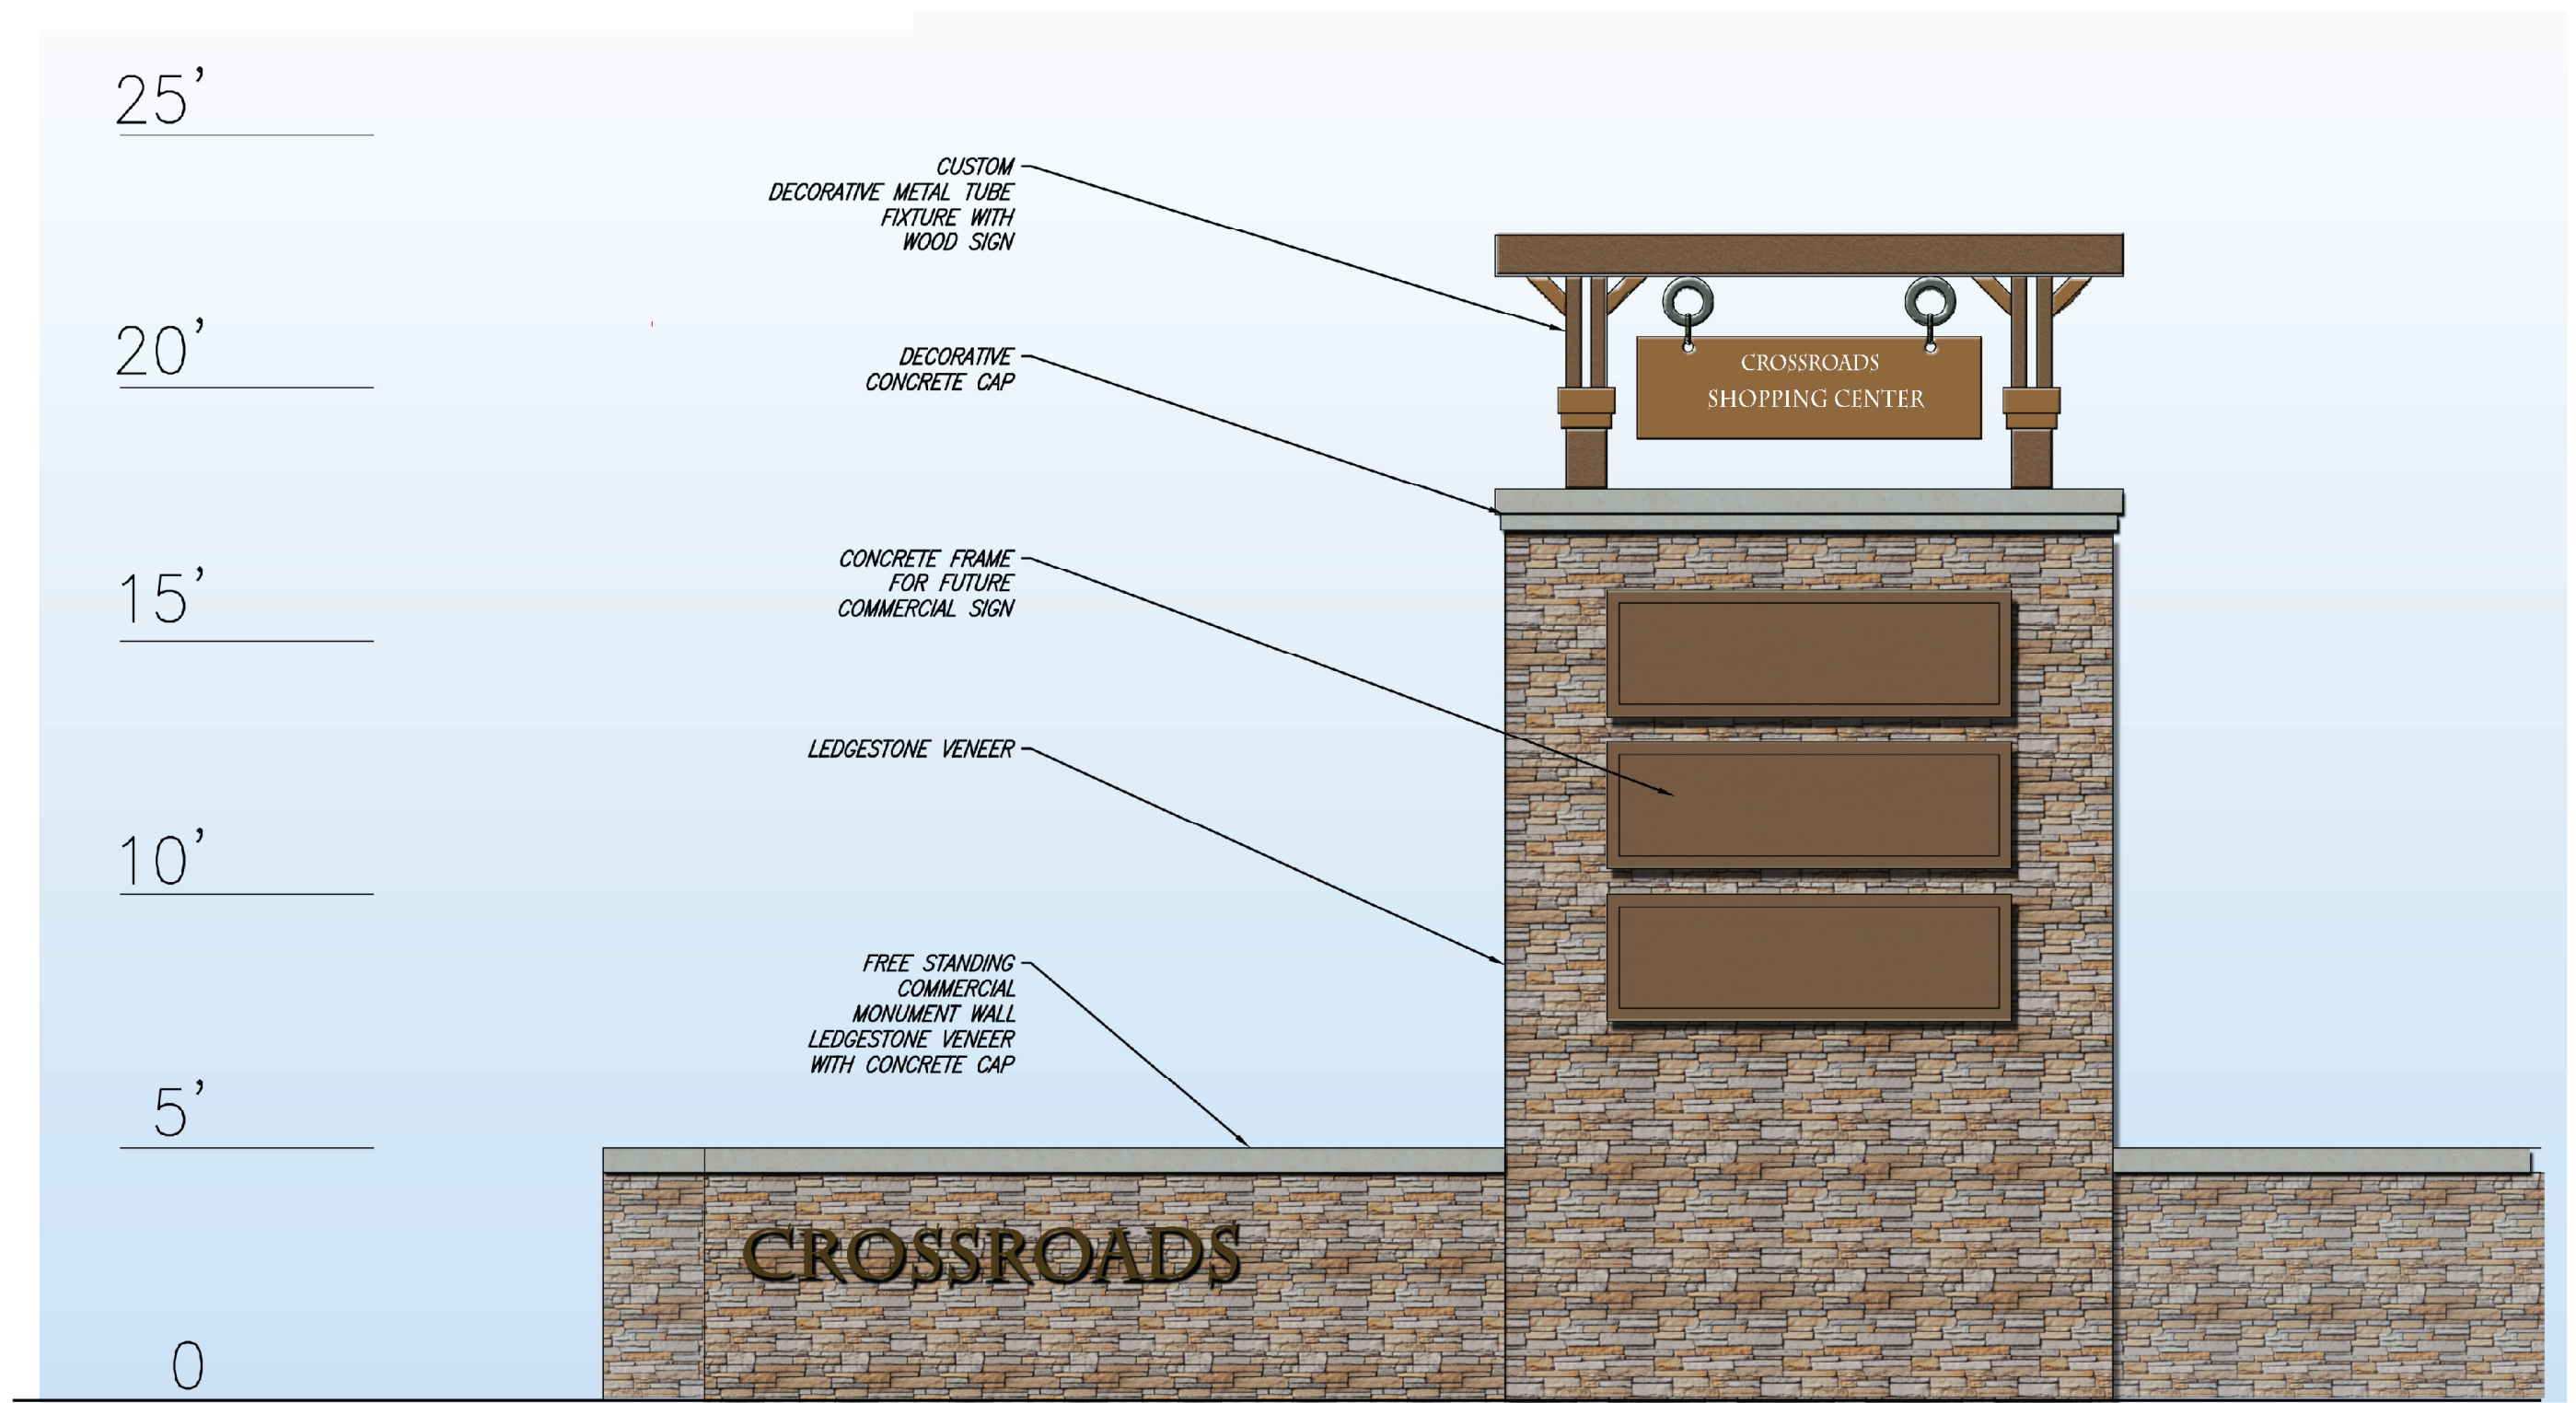 25'
20'
15'
10'
5'
0
CUSTOM
DECORATIVE METAL TUBE
FIXTURE WITH
WOOD SIGN
DECORATIVE
CONCRETE CAP
CONCRETE FRAME
FOR FUTURE
COMMERCIAL SIGN
LEDGESTONE VENEER
FREE STANDING
COMMERCIAL
MONUMENT WALL
LEDGESTONE VENEER
WITH CONCRETE CAP
CROSSROADS
SHOPPING CENTER
CROSSROADS